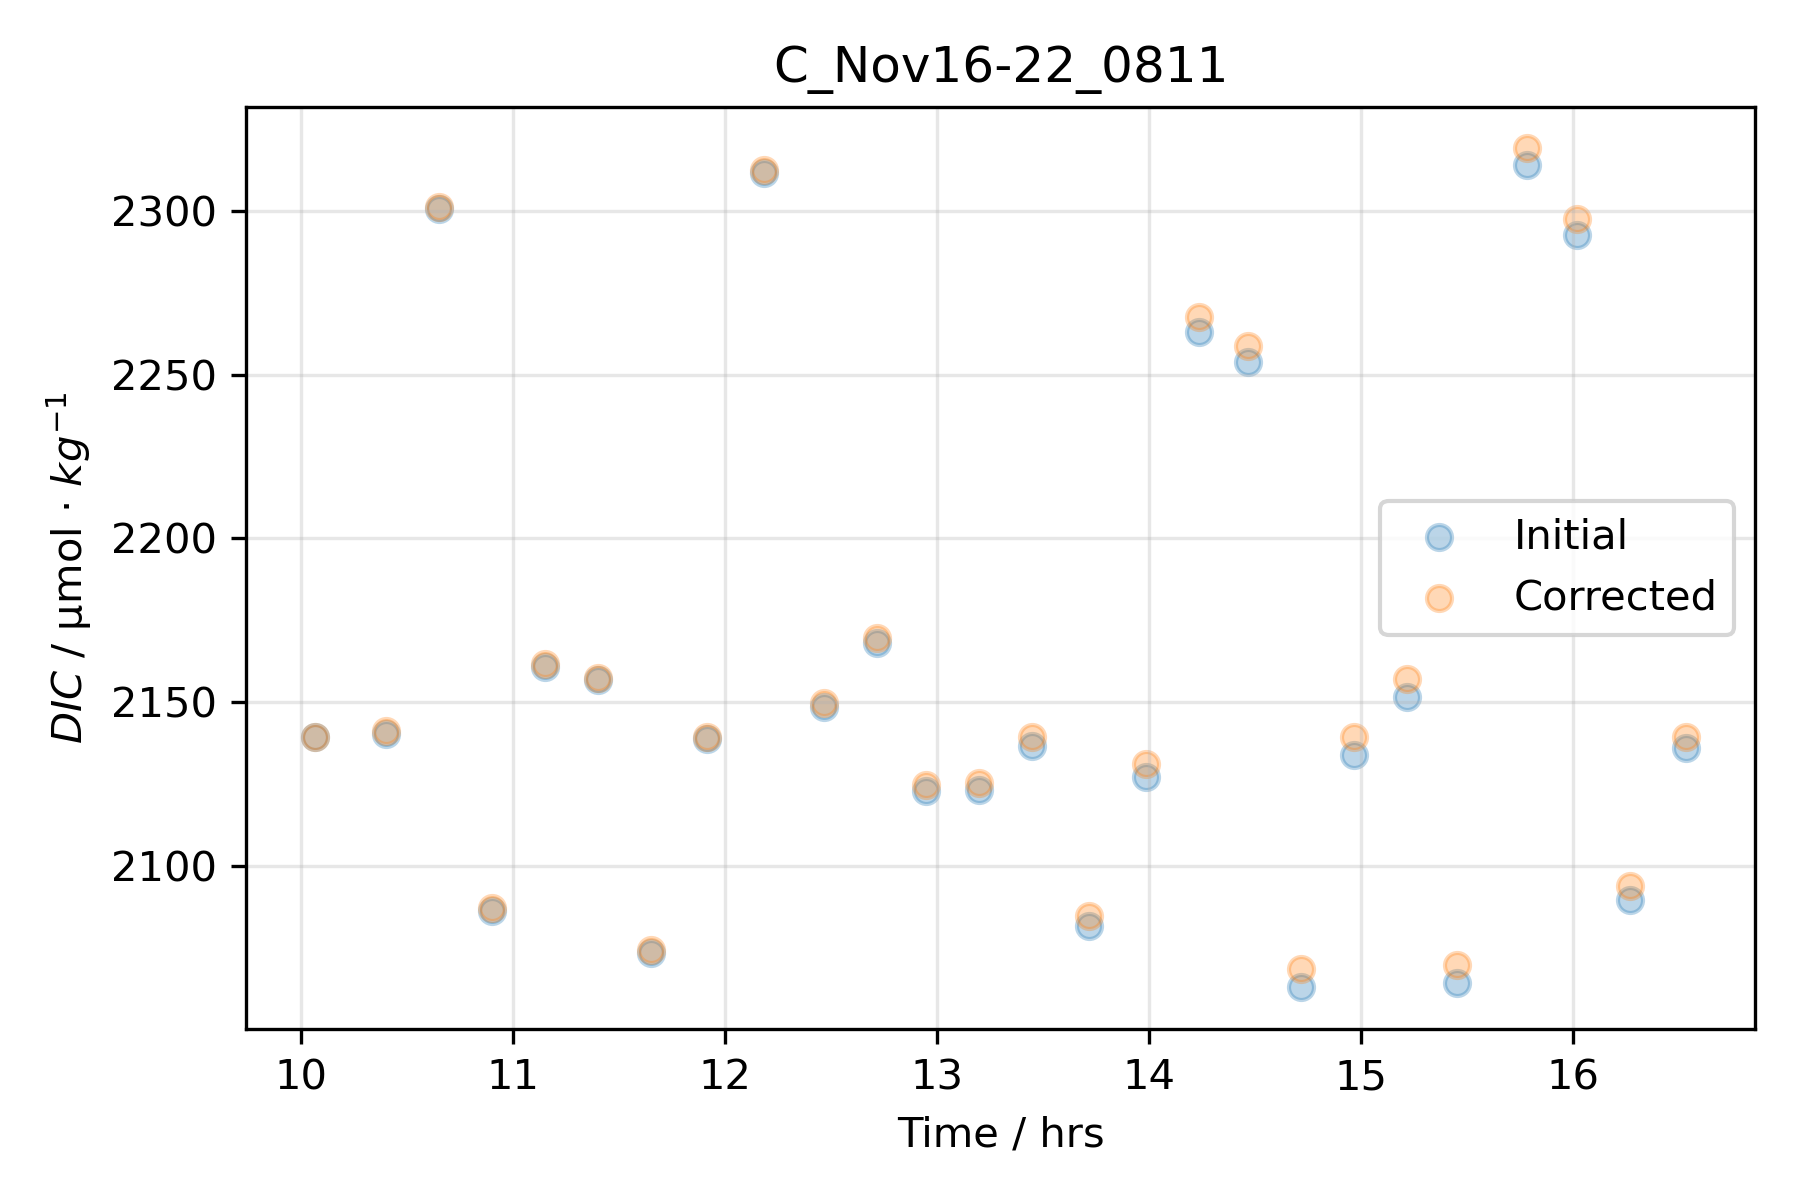 C_Nov16-22_0811
DIC / µmol · kg⁻¹
2300
2250
2200
2150
2100
Initial
Corrected
10 11 12 13 14 15 16
Time / hrs